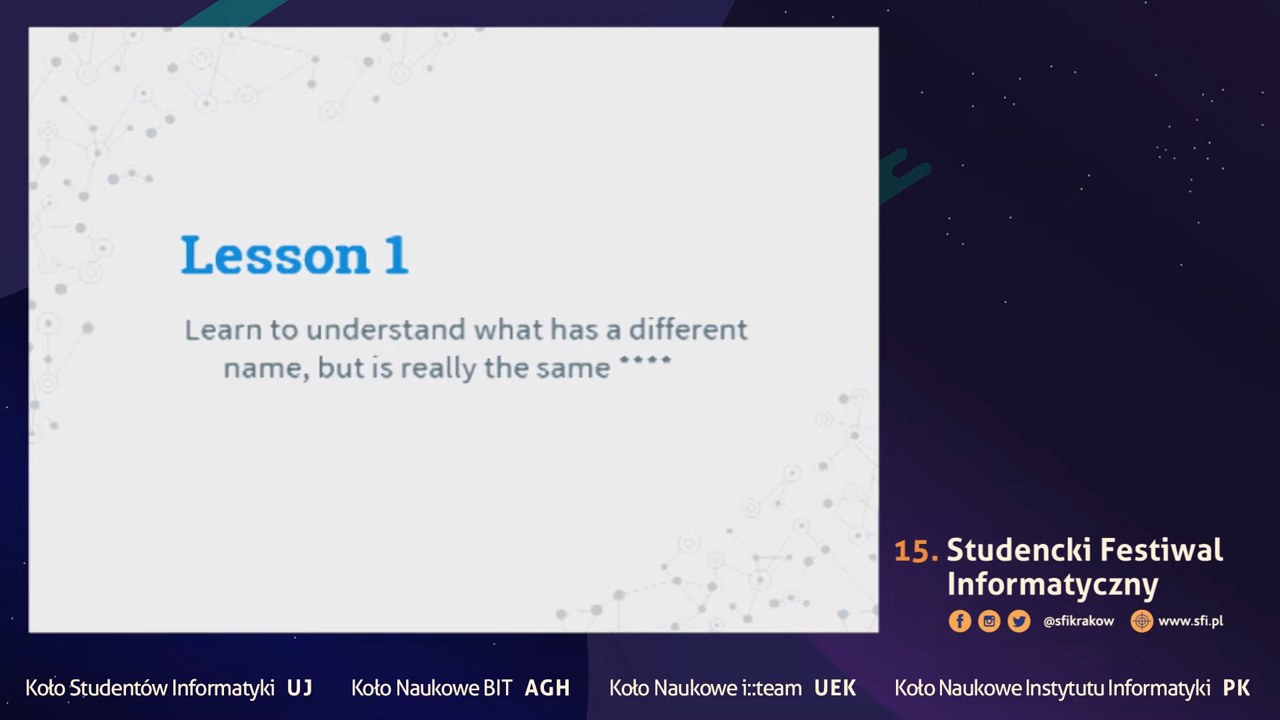 Lesson 1
Learn to understand what has a different
name, but is really the same ****
15. Studencki Festiwal
Informatyczny
@sfikrakow www.sfi.pl
Koło Studentów Informatyki UJ Koło Naukowe BIT AGH Koło Naukowe i::team UEK Koło Naukowe Instytutu Informatyki PK